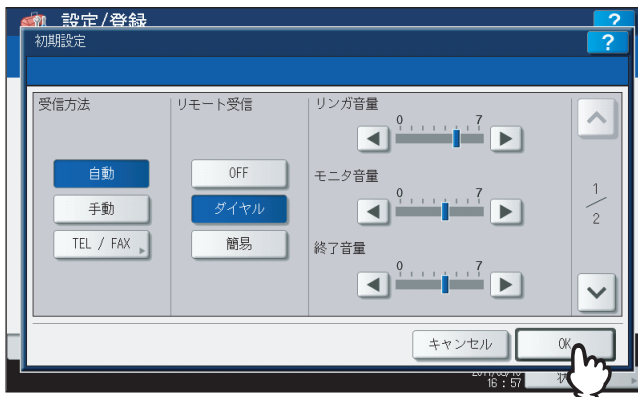 設定/登録
?
初期設定
?
受信方法
リモート受信
リンガ音量
0 7
自動
OFF
モニタ音量
0 7
手動
ダイヤル
1/2
TEL / FAX
簡易
終了音量
0 7
キャンセル
OK
16:57